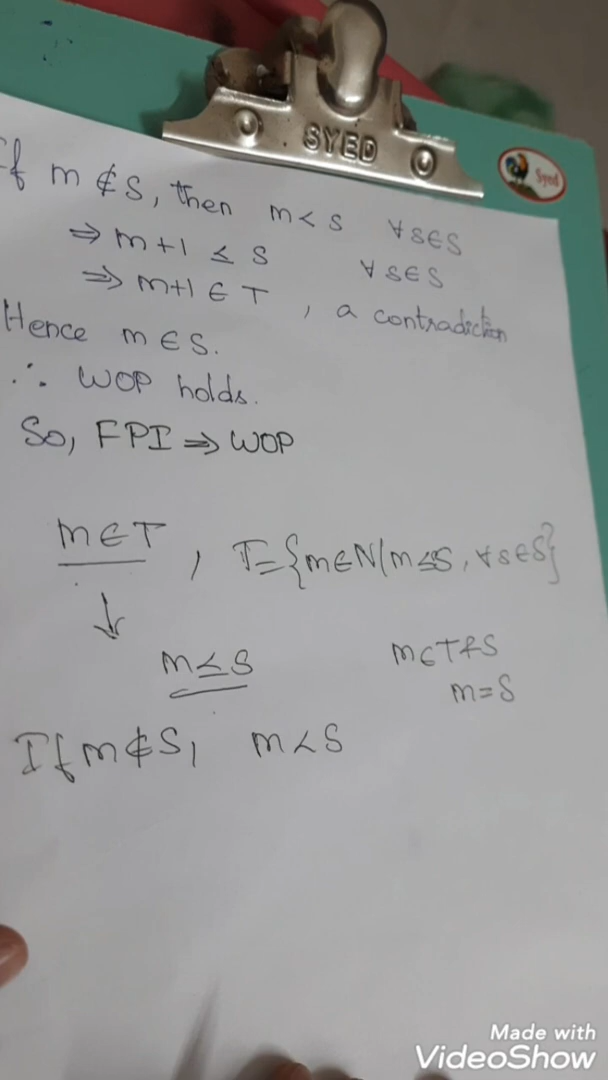 SYED
Syed
If m ∉ S, then m < s ∀ s ∈ S
⇒ m+1 ≤ s ∀ s ∈ S
⇒ m+1 ∈ T, a contradiction
Hence m ∈ S.
∴ WOP holds.
So, FPI ⇒ WOP
m ∈ T, T = {m ∈ N | m ≤ s, ∀ s ∈ S}
↓
m ≤ s
m ∈ T & S
m = s
If m ∉ S, m < s
Made with
VideoShow